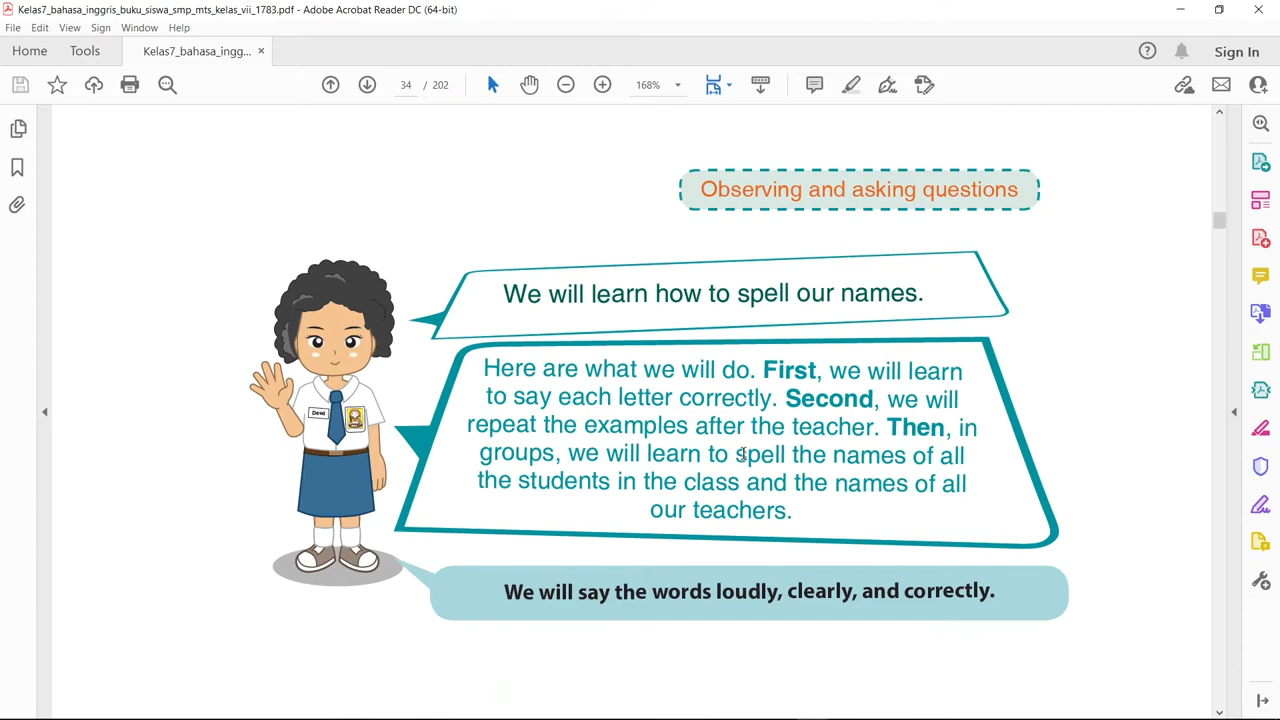 Kelas7_bahasa_inggris_buku_siswa_smp_mts_kelas_vii_1783.pdf - Adobe Acrobat Reader DC (64-bit)
File Edit View Sign Window Help
Home Tools Kelas7_bahasa_ingg... × Sign In
34 / 202 168%
Observing and asking questions
We will learn how to spell our names.
Here are what we will do. First, we will learn
to say each letter correctly. Second, we will
repeat the examples after the teacher. Then, in
groups, we will learn to spell the names of all
the students in the class and the names of all
our teachers.
Dewi
We will say the words loudly, clearly, and correctly.